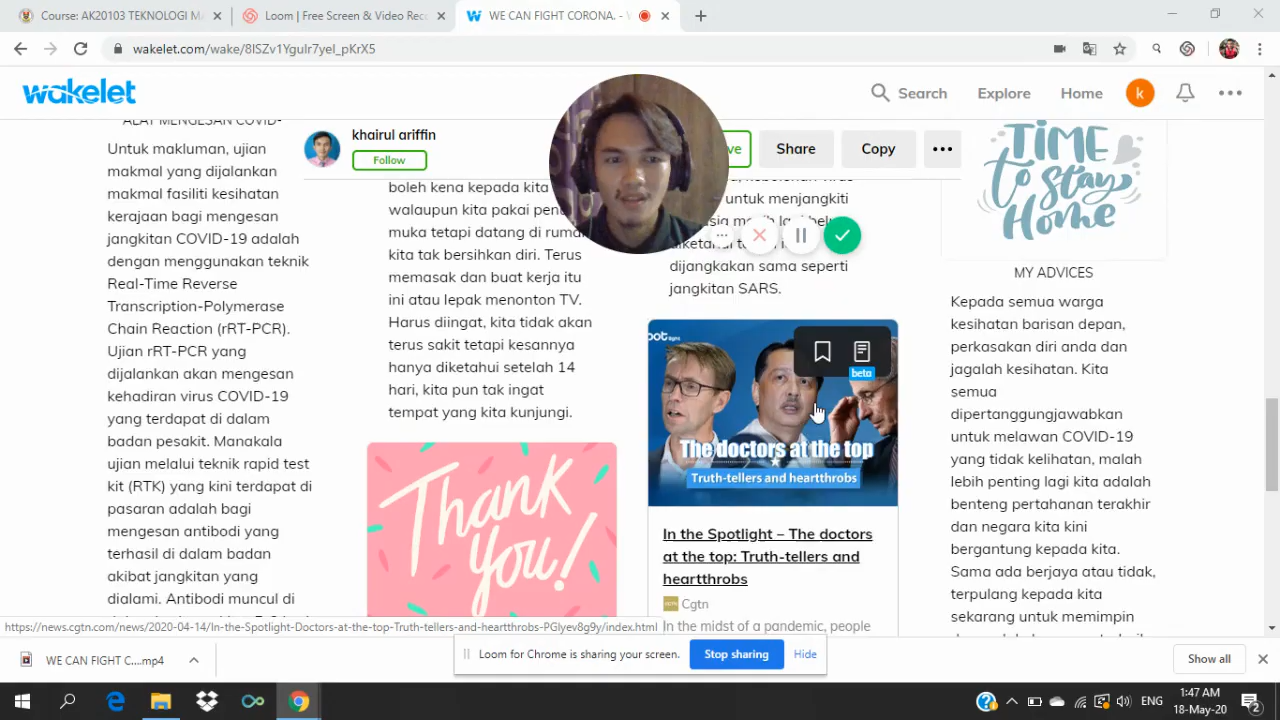 Course: AK20103 TEKNOLOGI MA
Loom | Free Screen & Video Rec
WE CAN FIGHT CORONA. - 
wakelet.com/wake/8lSZv1Ygulr7yel_pKrX5
wakelet
Search
Explore
Home
k
khairul ariffin
Follow
ve
Share
Copy
ALAT MENGESAN COVID-
Untuk makluman, ujian
makmal yang dijalankan
makmal fasiliti kesihatan
kerajaan bagi mengesan
jangkitan COVID-19 adalah
dengan menggunakan teknik
Real-Time Reverse
Transcription-Polymerase
Chain Reaction (rRT-PCR).
Ujian rRT-PCR yang
dijalankan akan mengesan
kehadiran virus COVID-19
yang terdapat di dalam
badan pesakit. Manakala
ujian melalui teknik rapid test
kit (RTK) yang kini terdapat di
pasaran adalah bagi
mengesan antibodi yang
terhasil di dalam badan
akibat jangkitan yang
dialami. Antibodi muncul di
boleh kena kepada kita
walaupun kita pakai
muka tetapi datang di
kita tak bersihkan diri. Terus
memasak dan buat kerja itu
ini atau lepak menonton TV.
Harus diingat, kita tidak akan
terus sakit tetapi kesannya
hanya diketahui setelah 14
hari, kita pun tak ingat
tempat yang kita kunjungi.
Thank
you!
untuk menjangkiti
dijangkakan sama seperti
jangkitan SARS.
beta
The doctors at the top
Truth-tellers and heartthrobs
In the Spotlight – The doctors
at the top: Truth-tellers and
heartthrobs
Cgtn
In the midst of a pandemic, people
TIME
to stay
Home
MY ADVICES
Kepada semua warga
kesihatan barisan depan,
perkasakan diri anda dan
jagalah kesihatan. Kita
semua
dipertanggungjawabkan
untuk melawan COVID-19
yang tidak kelihatan, malah
lebih penting lagi kita adalah
benteng pertahanan terakhir
dan negara kita kini
bergantung kepada kita.
Sama ada berjaya atau tidak,
terpulang kepada kita
sekarang untuk memimpin
https://news.cgtn.com/news/2020-04-14/In-the-Spotlight-Doctors-at-the-top-Truth-tellers-and-heartthrobs-PGlyev8g9y/index.html
WE CAN FIGHT C....mp4
Loom for Chrome is sharing your screen.
Stop sharing
Hide
Show all
ENG
1:47 AM
18-May-20
2